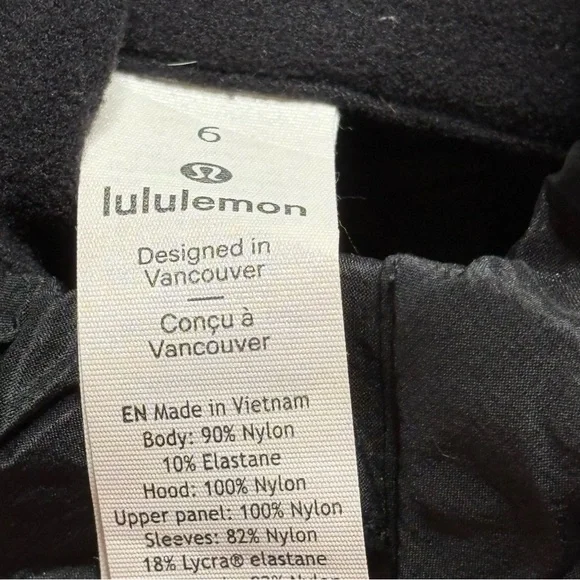 6
lululemon
Designed in
Vancouver
Conçu à
Vancouver
EN Made in Vietnam
Body: 90% Nylon
10% Elastane
Hood: 100% Nylon
Upper panel: 100% Nylon
Sleeves: 82% Nylon
18% Lycra® elastane